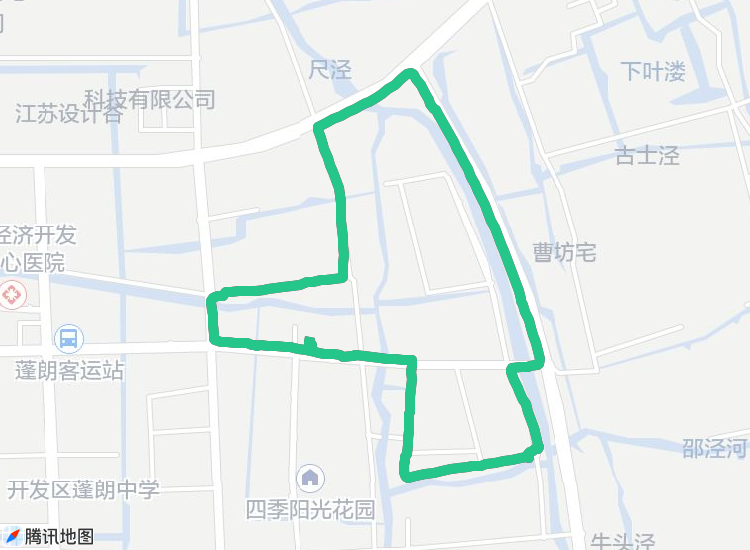 司
尺泾
下叶溇
科技有限公司
江苏设计谷
古士泾
经济开发
心医院
曹坊宅
蓬朗客运站
邵泾河
开发区蓬朗中学
四季阳光花园
牛头泾
腾讯地图